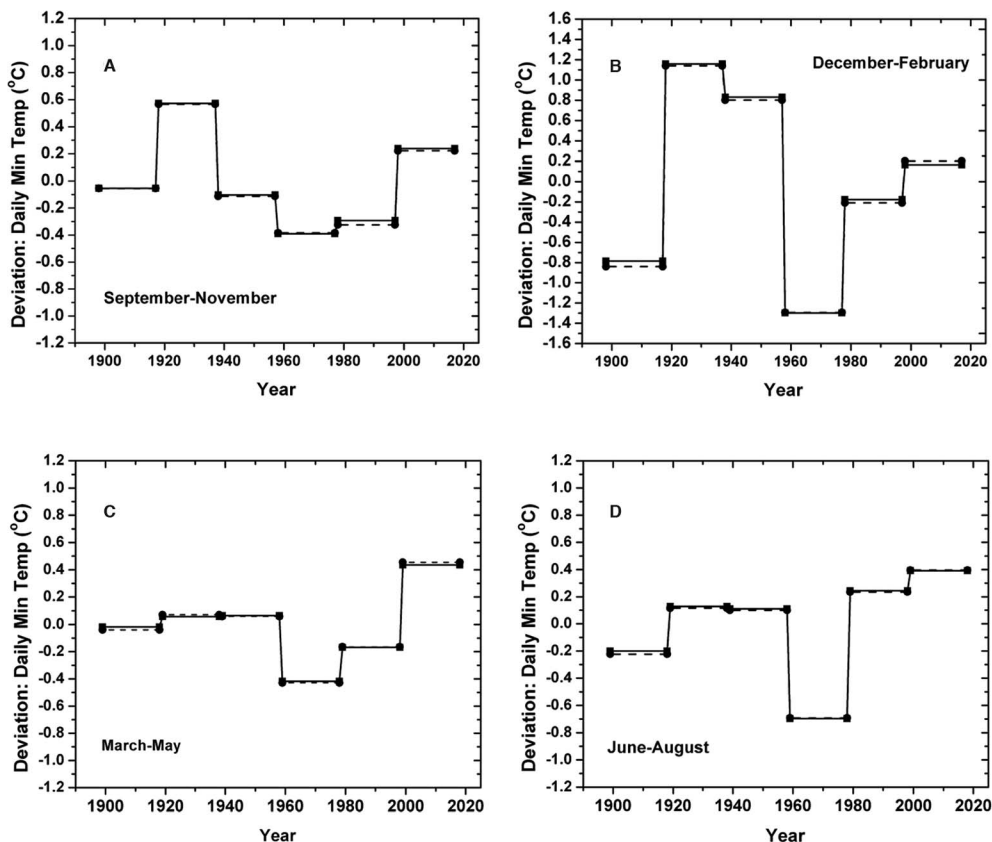 A
Deviation: Daily Min Temp (°C)
1.2
1.0
0.8
0.6
0.4
0.2
0.0
-0.2
-0.4
-0.6
-0.8
-1.0
-1.2
September-November
1900 1920 1940 1960 1980 2000 2020
Year
B
December-February
Deviation: Daily Min Temp (°C)
1.6
1.4
1.2
1.0
0.8
0.6
0.4
0.2
0.0
-0.2
-0.4
-0.6
-0.8
-1.0
-1.2
-1.4
-1.6
1900 1920 1940 1960 1980 2000 2020
Year
C
Deviation: Daily Min Temp (°C)
1.2
1.0
0.8
0.6
0.4
0.2
0.0
-0.2
-0.4
-0.6
-0.8
-1.0
-1.2
March-May
1900 1920 1940 1960 1980 2000 2020
Year
D
Deviation: Daily Min Temp (°C)
1.2
1.0
0.8
0.6
0.4
0.2
0.0
-0.2
-0.4
-0.6
-0.8
-1.0
-1.2
June-August
1900 1920 1940 1960 1980 2000 2020
Year